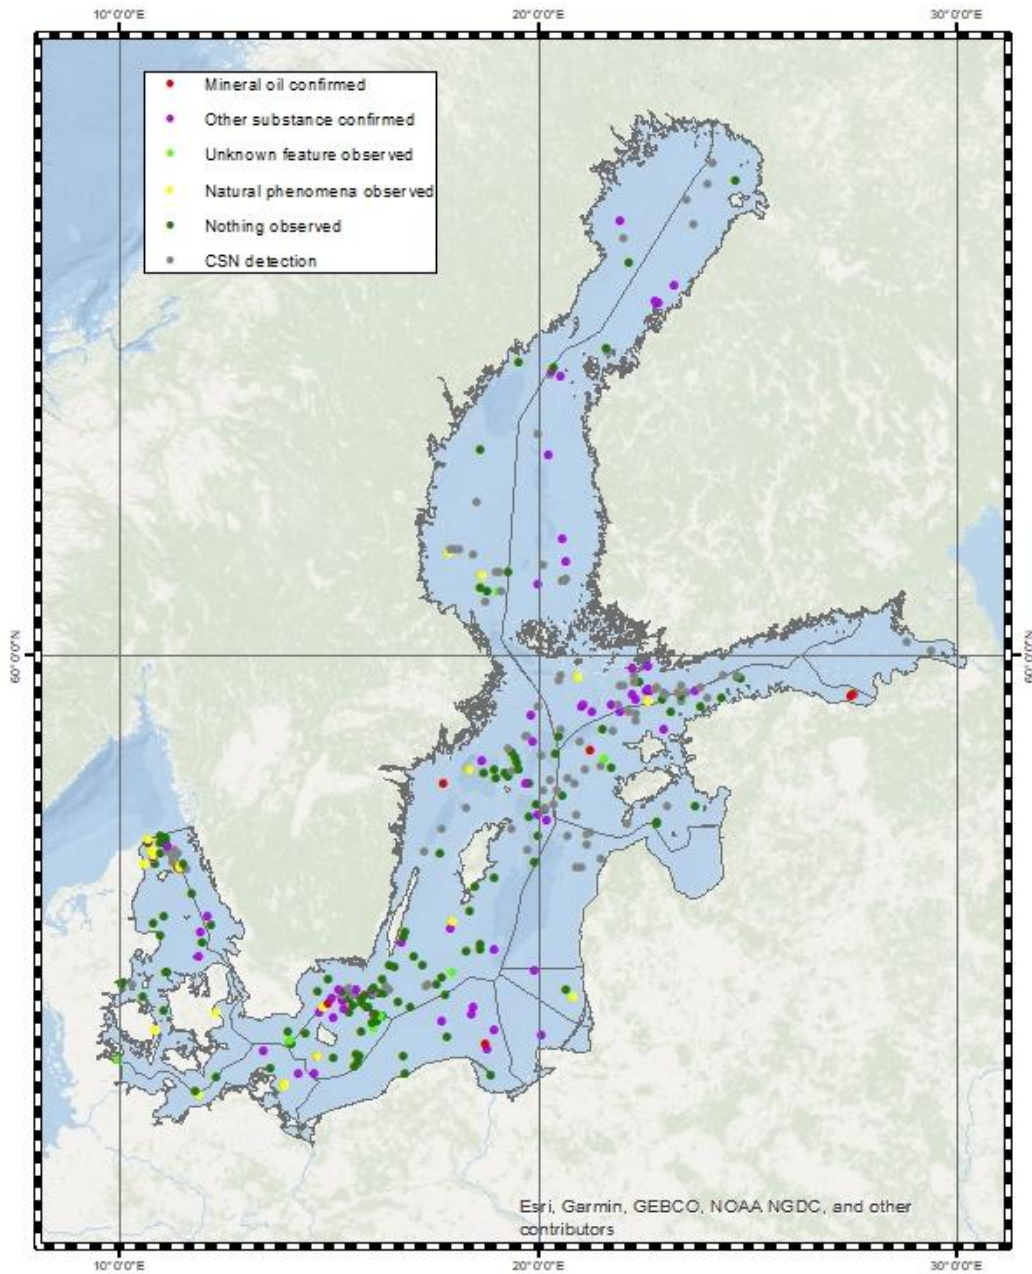 10°0'0"E 20°0'0"E 30°0'0"E
Mineral oil confirmed
Other substance confirmed
Unknown feature observed
Natural phenomena observed
Nothing observed
CSN detection
60°0'0"N 60°0'0"N
Esri, Garmin, GEBCO, NOAA NGDC, and other
contributors
10°0'0"E 20°0'0"E 30°0'0"E